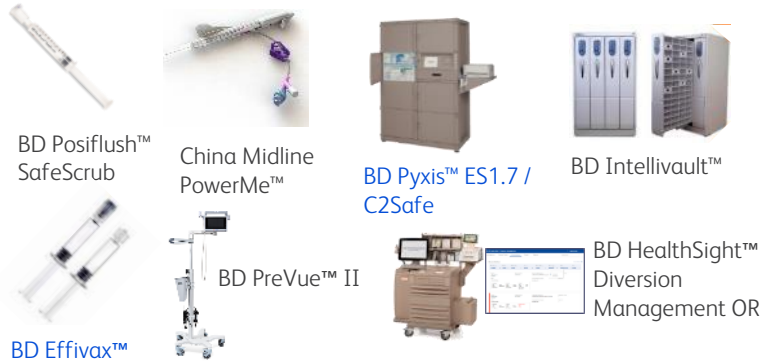 BD Posiflush™
SafeScrub
China Midline
PowerMe™
BD Pyxis™ ES1.7 /
C2Safe
BD Intellivault™
BD Effivax™
BD PreVue™ II
BD HealthSight™
Diversion
Management OR